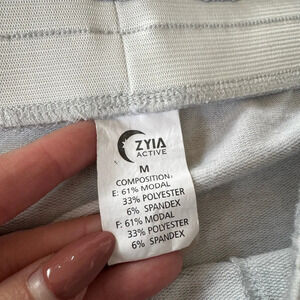 ZYIA
ACTIVE
M
COMPOSITION:
E: 61% MODAL
33% POLYESTER
6% SPANDEX
F: 61% MODAL
33% POLYESTER
6% SPANDEX